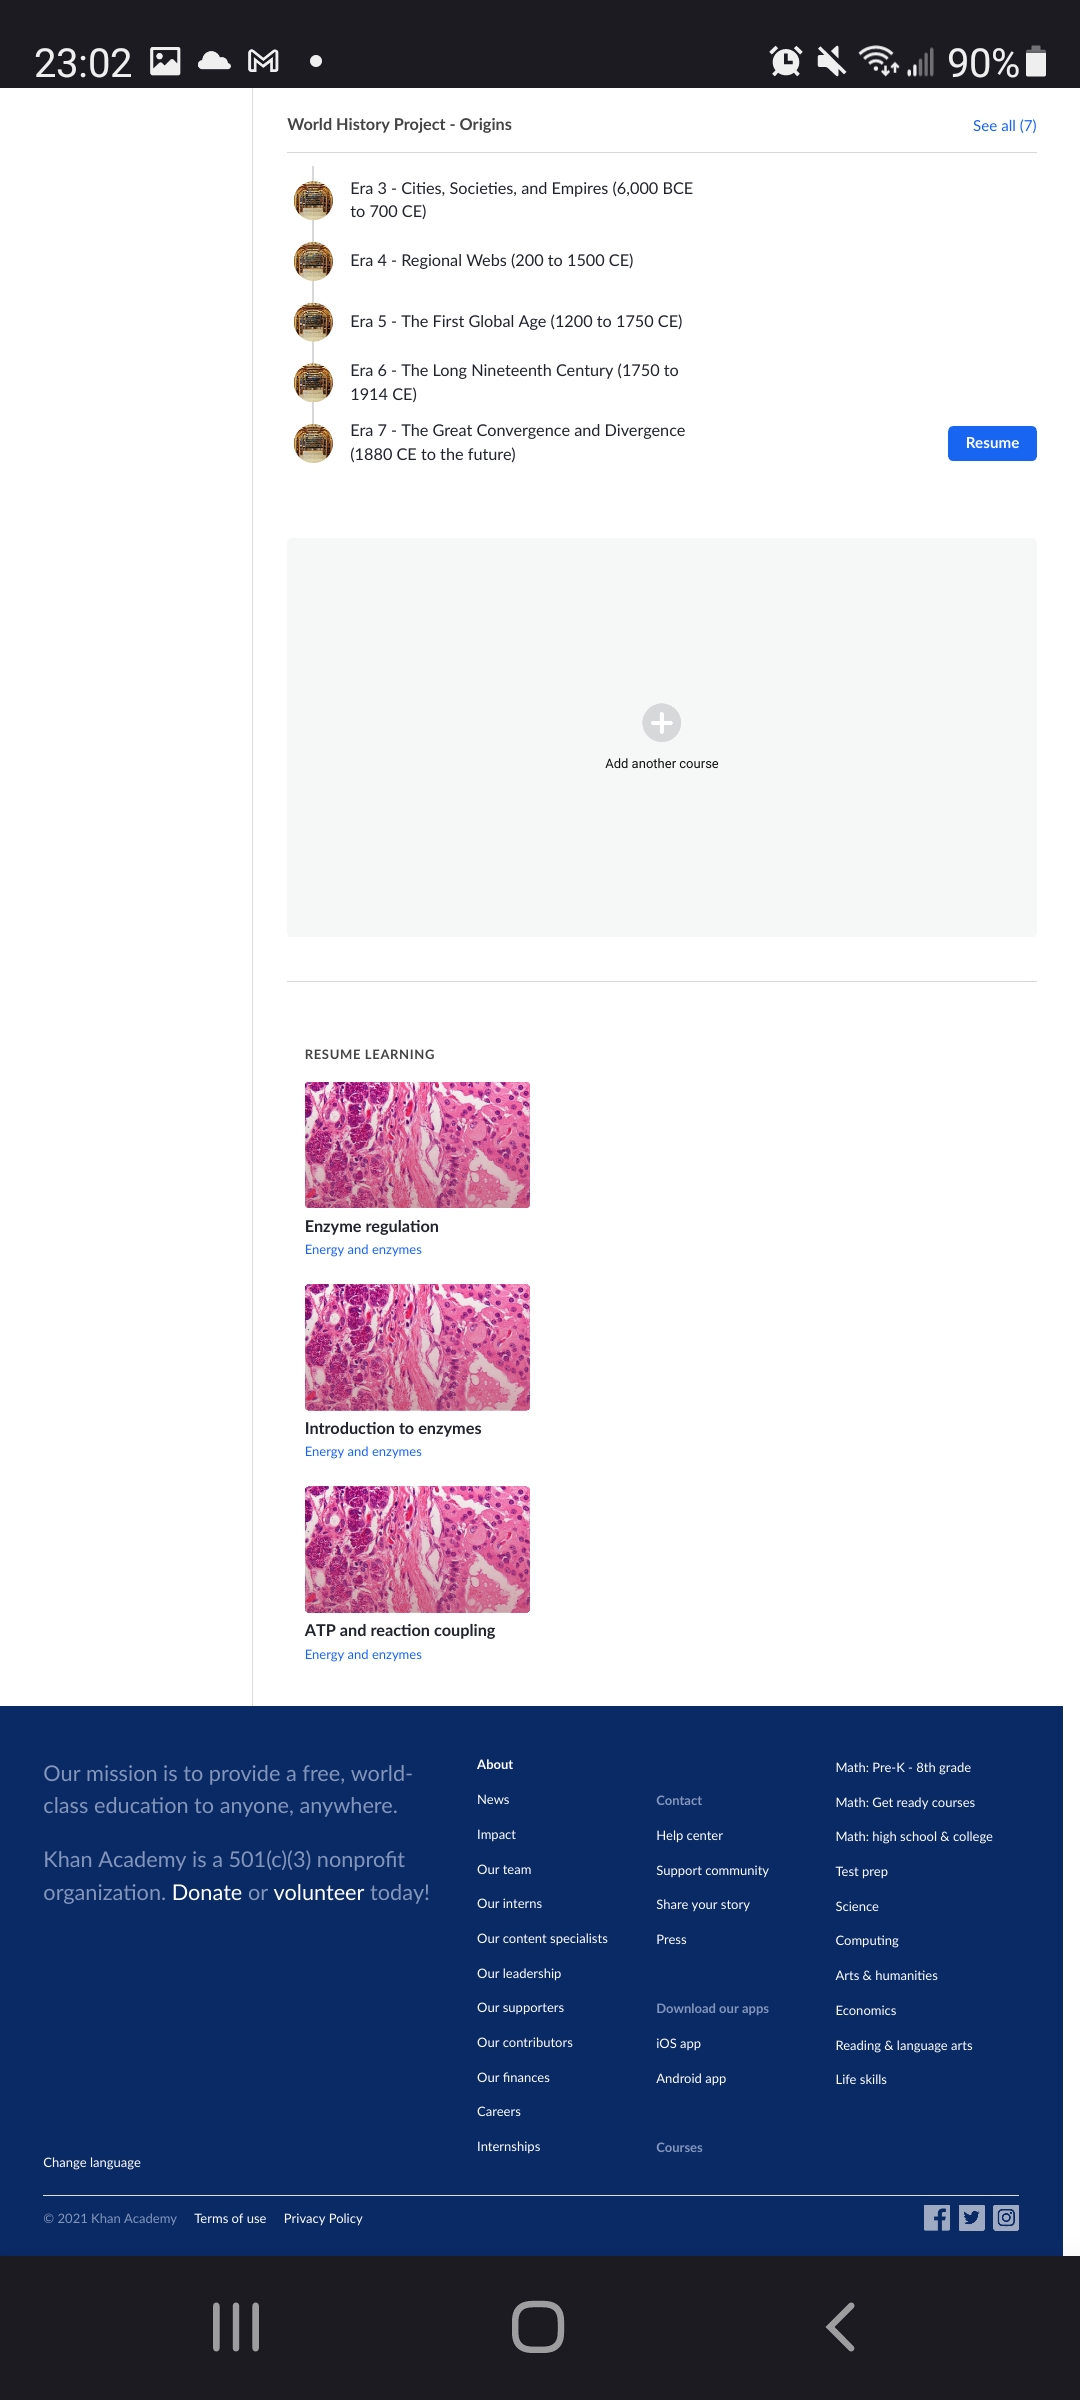 23:02
90%
World History Project - Origins
See all (7)
Era 3 - Cities, Societies, and Empires (6,000 BCE
to 700 CE)
Era 4 - Regional Webs (200 to 1500 CE)
Era 5 - The First Global Age (1200 to 1750 CE)
Era 6 - The Long Nineteenth Century (1750 to
1914 CE)
Era 7 - The Great Convergence and Divergence
(1880 CE to the future)
Resume
Add another course
RESUME LEARNING
Enzyme regulation
Energy and enzymes
Introduction to enzymes
Energy and enzymes
ATP and reaction coupling
Energy and enzymes
Our mission is to provide a free, world-
class education to anyone, anywhere.
Khan Academy is a 501(c)(3) nonprofit
organization. Donate or volunteer today!
Change language
About
News
Impact
Our team
Our interns
Our content specialists
Our leadership
Our supporters
Our contributors
Our finances
Careers
Internships
Contact
Help center
Support community
Share your story
Press
Download our apps
iOS app
Android app
Courses
Math: Pre-K - 8th grade
Math: Get ready courses
Math: high school & college
Test prep
Science
Computing
Arts & humanities
Economics
Reading & language arts
Life skills
© 2021 Khan Academy
Terms of use
Privacy Policy